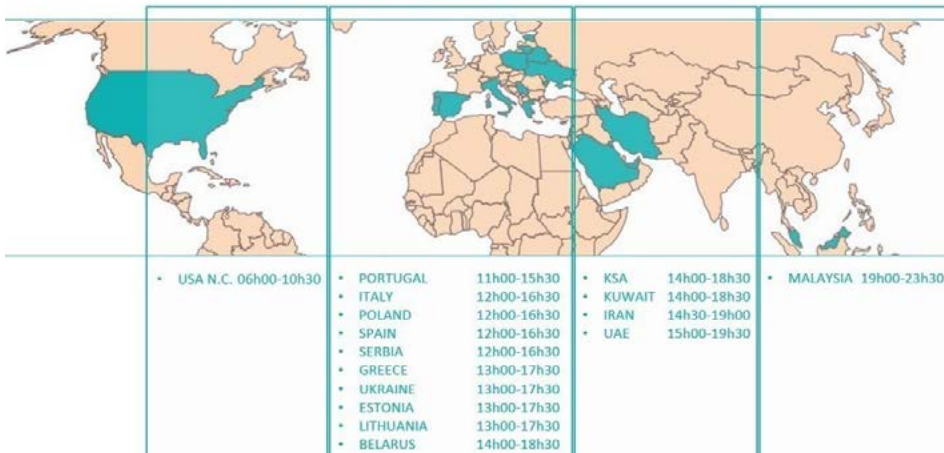 • USA N.C. 06h00-10h30
• PORTUGAL 11h00-15h30
• ITALY 12h00-16h30
• POLAND 12h00-16h30
• SPAIN 12h00-16h30
• SERBIA 12h00-16h30
• GREECE 13h00-17h30
• UKRAINE 13h00-17h30
• ESTONIA 13h00-17h30
• LITHUANIA 13h00-17h30
• BELARUS 14h00-18h30
• KSA 14h00-18h30
• KUWAIT 14h00-18h30
• IRAN 14h30-19h00
• UAE 15h00-19h30
• MALAYSIA 19h00-23h30